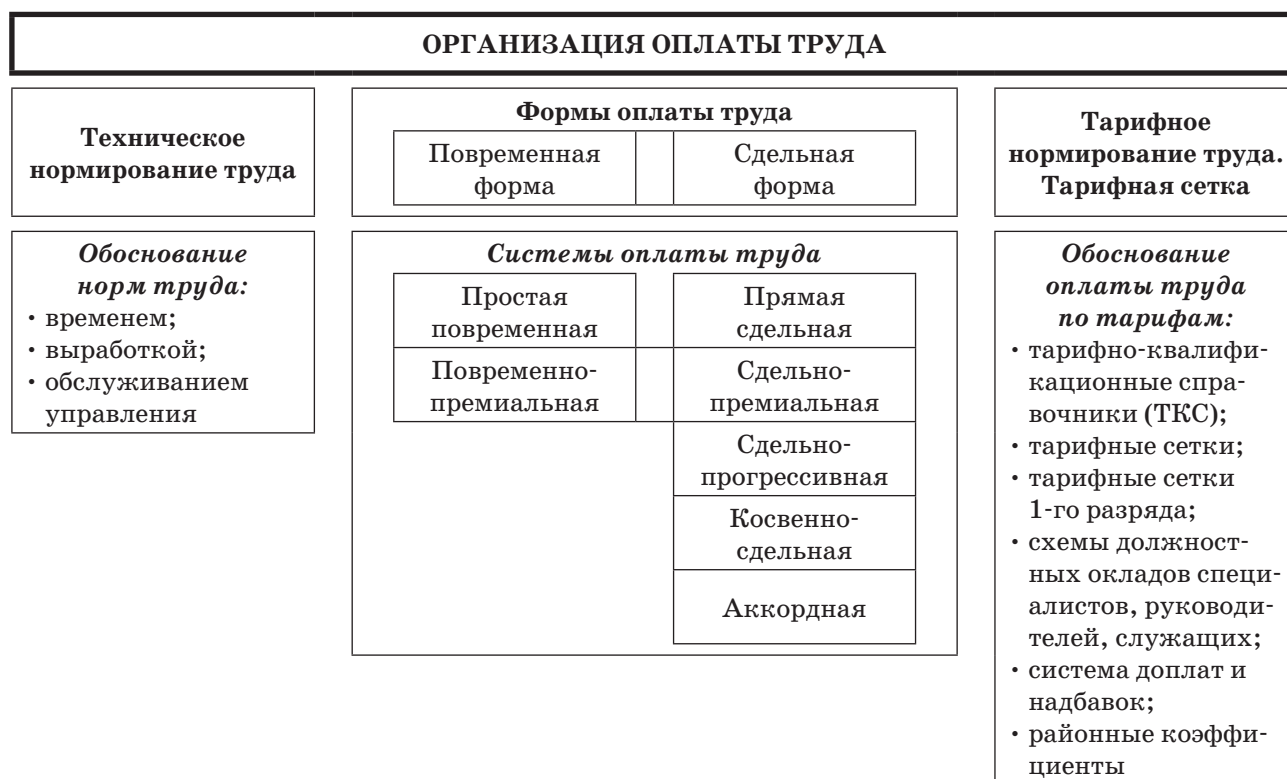 ОРГАНИЗАЦИЯ ОПЛАТЫ ТРУДА
Техническое
нормирование труда
Формы оплаты труда
Повременная
форма
Сдельная
форма
Тарифное
нормирование труда.
Тарифная сетка
Обоснование
норм труда:
· временем;
· выработкой;
· обслуживанием
управления
Системы оплаты труда
Простая
повременная
Прямая
сдельная
Повременно-
премиальная
Сдельно-
премиальная
Сдельно-
прогрессивная
Косвенно-
сдельная
Аккордная
Обоснование
оплаты труда
по тарифам:
· тарифно-квалифи-
кационные спра-
вочники (ТКС);
· тарифные сетки;
· тарифные сетки
1-го разряда;
· схемы должност-
ных окладов специ-
алистов, руководи-
телей, служащих;
· система доплат и
надбавок;
· районные коэффи-
циенты